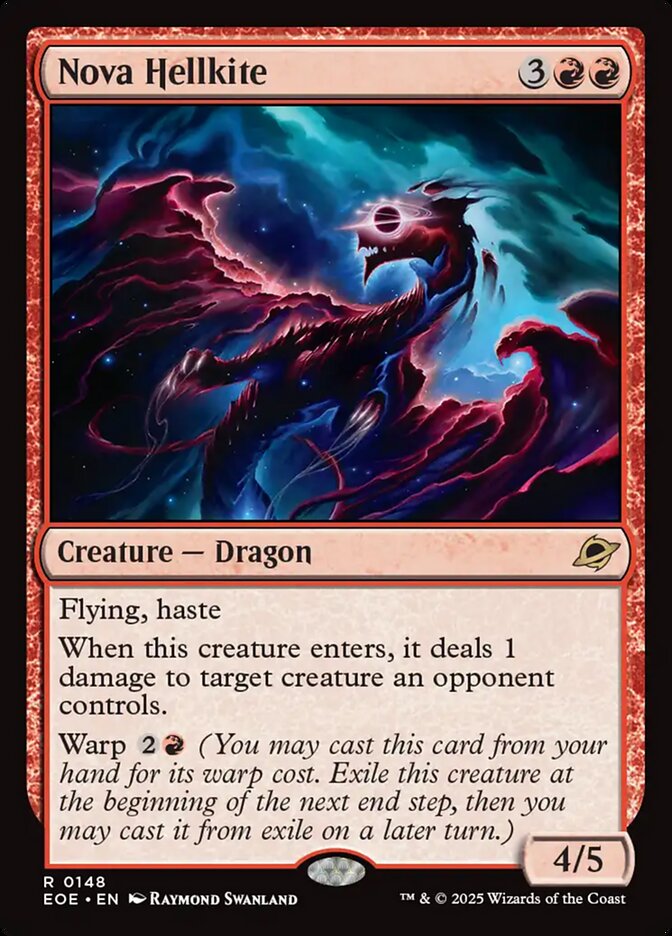 Nova Hellkite 3
Creature — Dragon
Flying, haste
When this creature enters, it deals 1
damage to target creature an opponent
controls.
Warp 2 (You may cast this card from your
hand for its warp cost. Exile this creature at
the beginning of the next end step, then you
may cast it from exile on a later turn.)
4/5
R 0148
EOE • EN Raymond Swanland
™ & © 2025 Wizards of the Coast